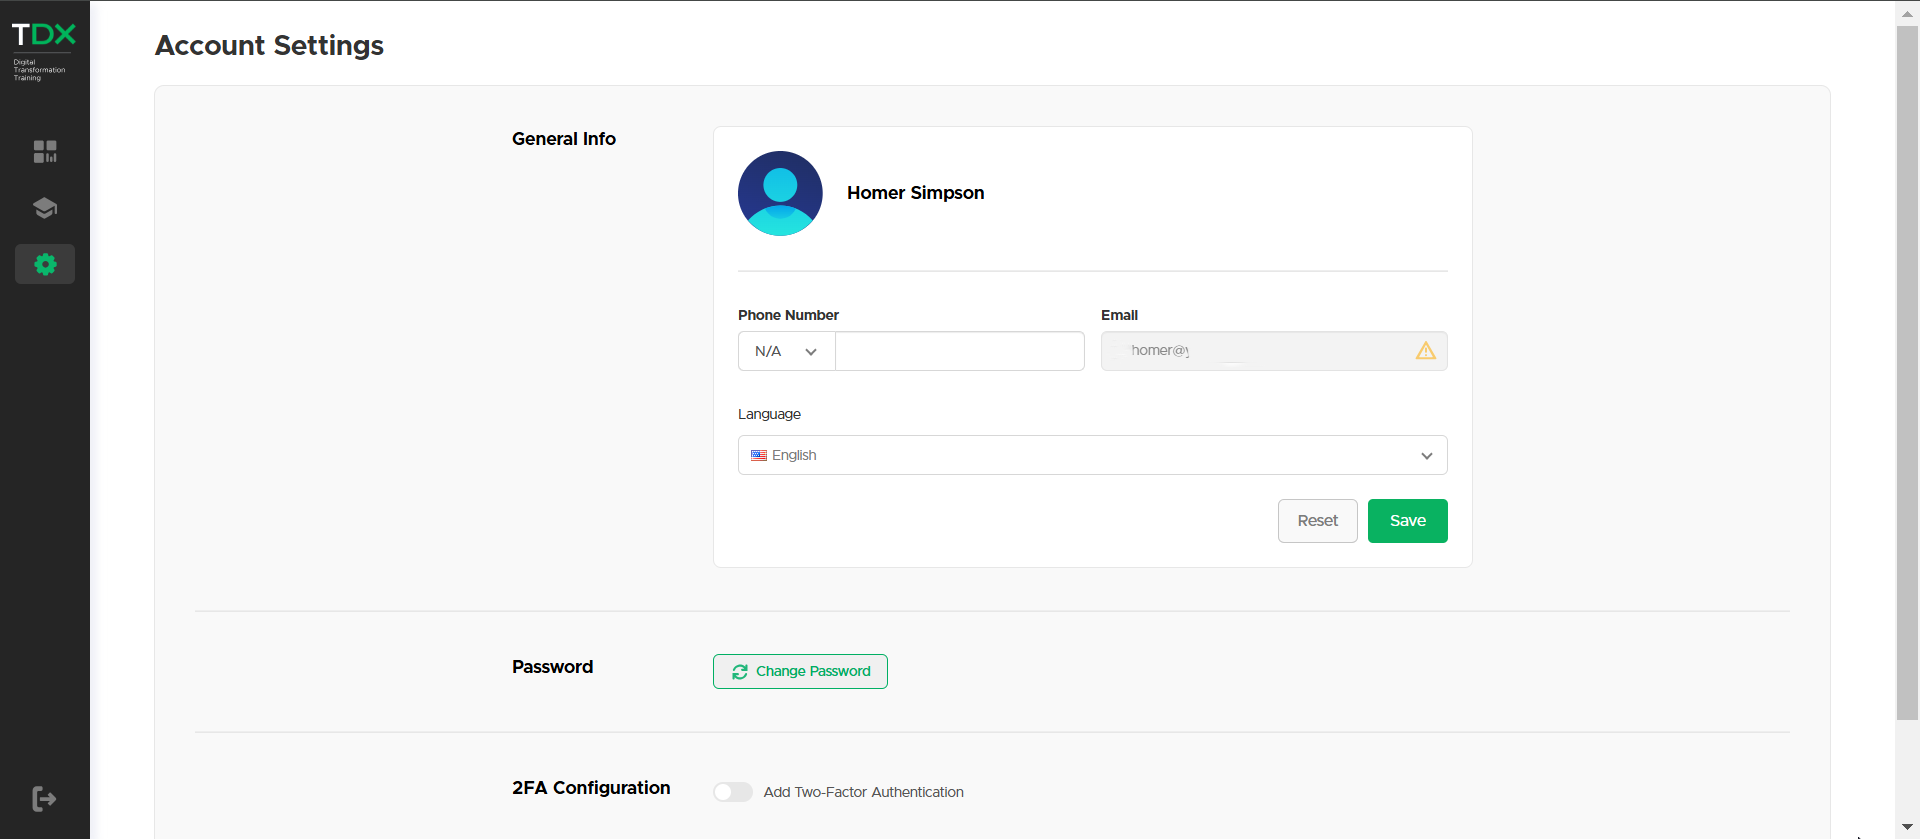 TDX
Digital
Transformation
Training
Account Settings
General Info
Homer Simpson
Phone Number
Email
N/A
homer@
Language
English
Reset
Save
Password
Change Password
2FA Configuration
Add Two-Factor Authentication